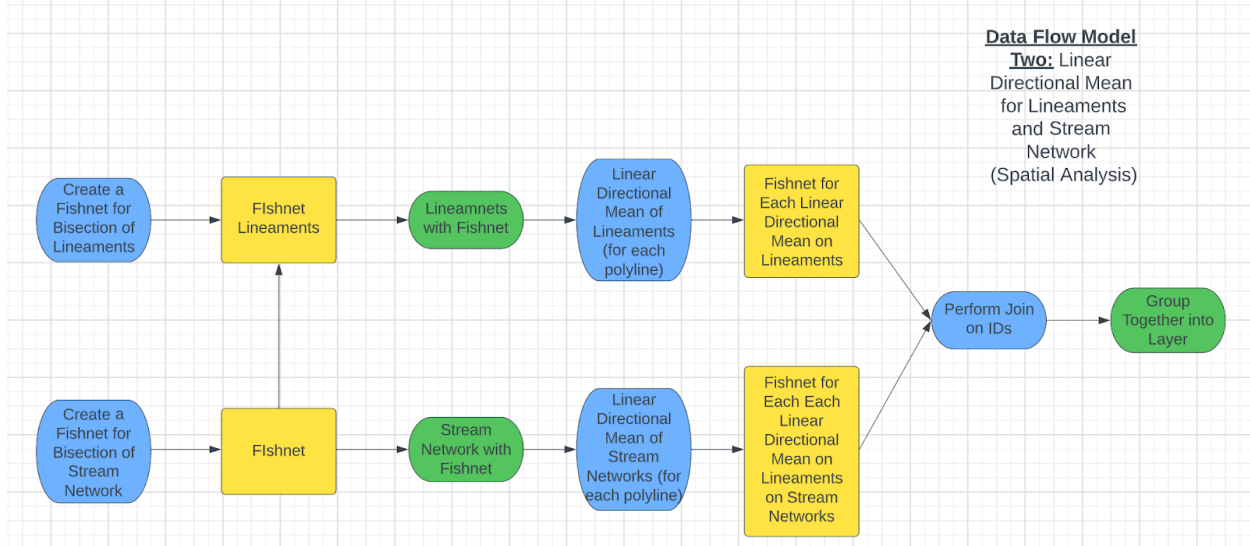 Data Flow Model
Two: Linear
Directional Mean
for Lineaments
and Stream
Network
(Spatial Analysis)
Create a
Fishnet for
Bisection of
Lineaments
FIshnet
Lineaments
Lineamnets
with Fishnet
Linear
Directional
Mean of
Lineaments
(for each
polyline)
Fishnet for
Each Linear
Directional
Mean on
Lineaments
Perform Join
on IDs
Group
Together into
Layer
Create a
Fishnet for
Bisection of
Stream
Network
FIshnet
Stream
Network with
Fishnet
Linear
Directional
Mean of
Stream
Networks (for
each polyline)
Fishnet for
Each Each
Linear
Directional
Mean on
Lineaments
on Stream
Networks